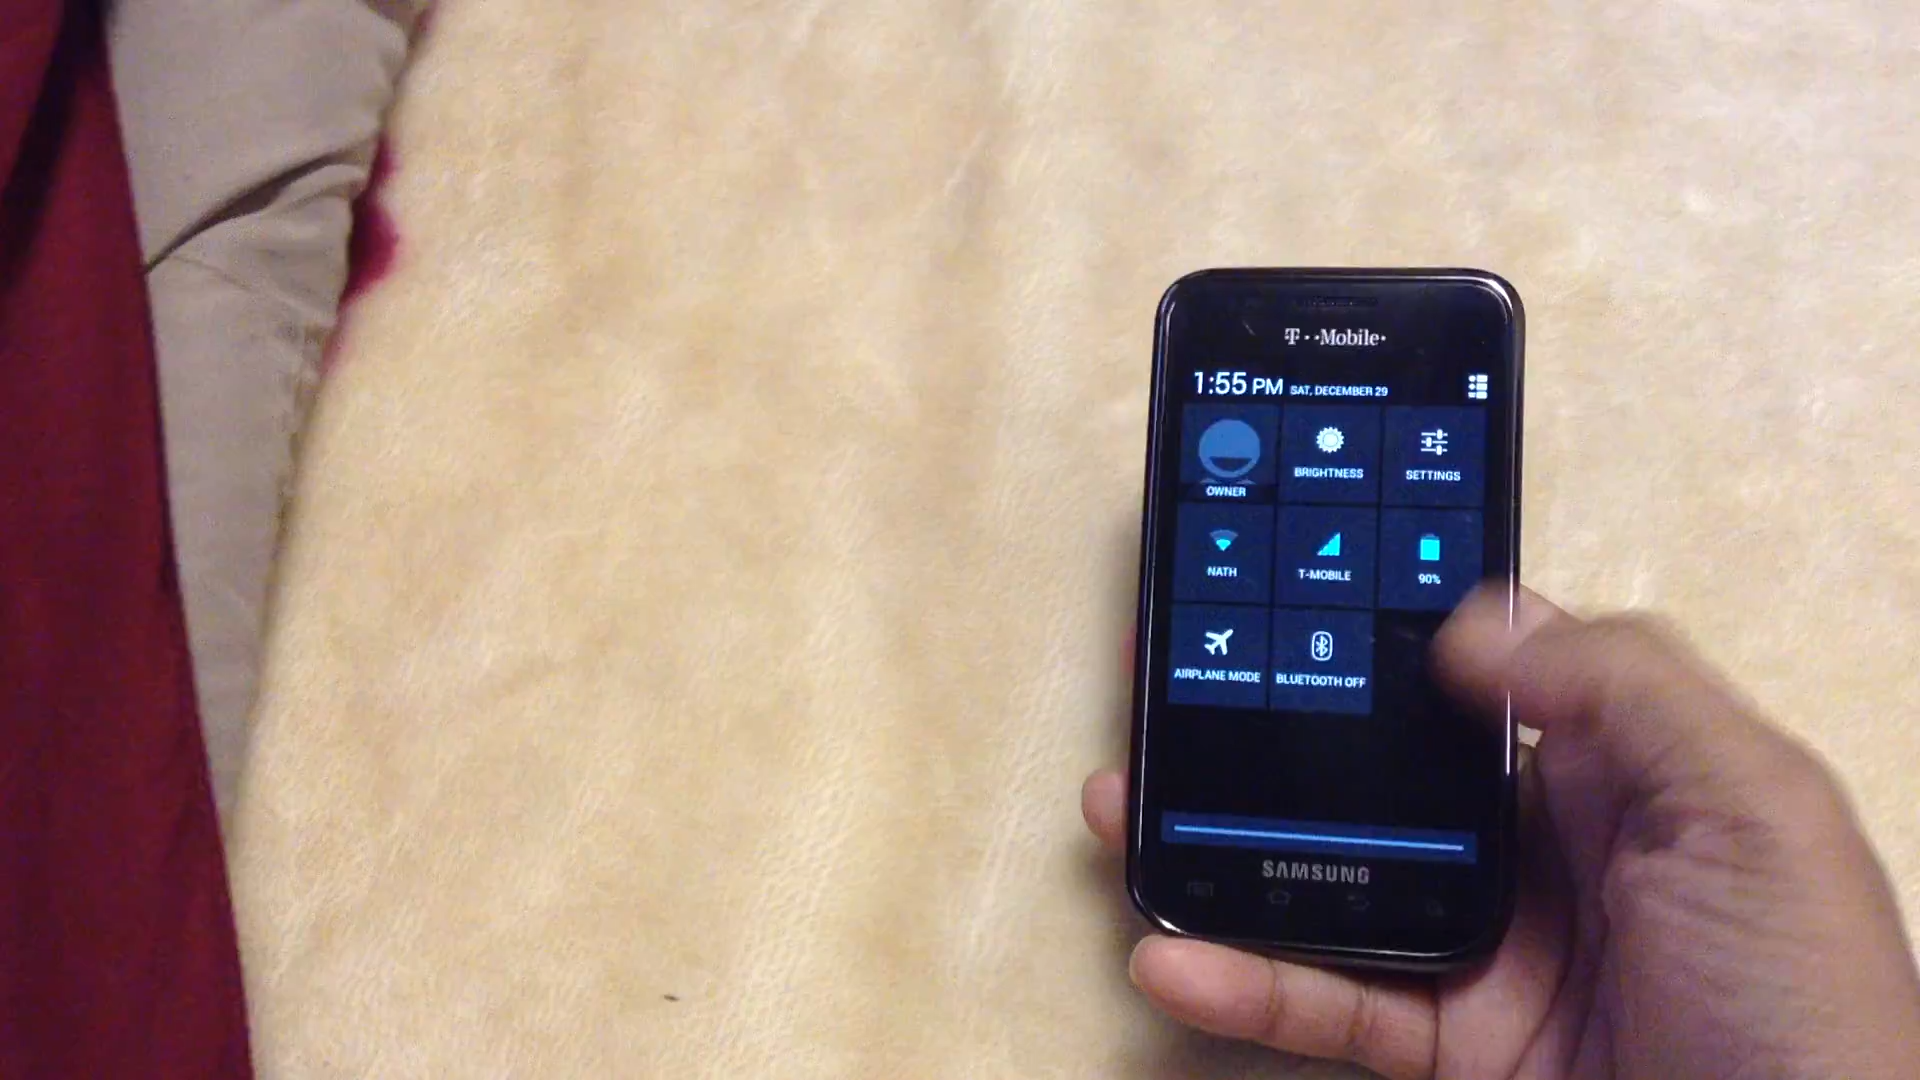 T··Mobile·
1:55 PM SAT, DECEMBER 29
OWNER
BRIGHTNESS
SETTINGS
NATH
T-MOBILE
90%
AIRPLANE MODE
BLUETOOTH OFF
SAMSUNG